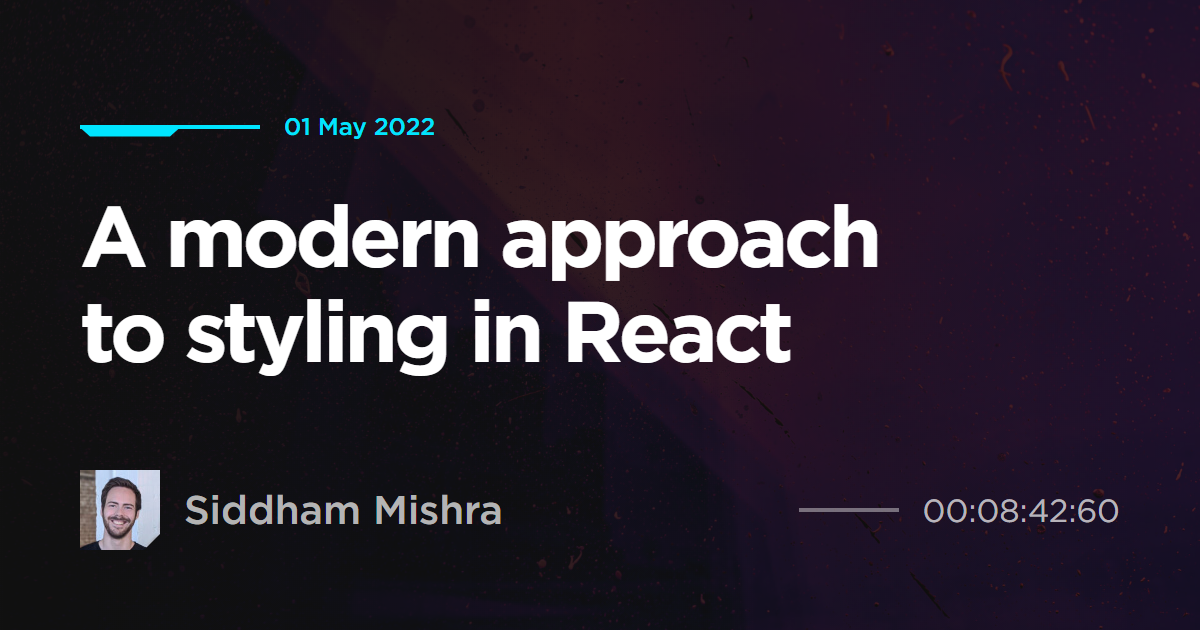 01 May 2022
A modern approach
to styling in React
Siddham Mishra
00:08:42:60